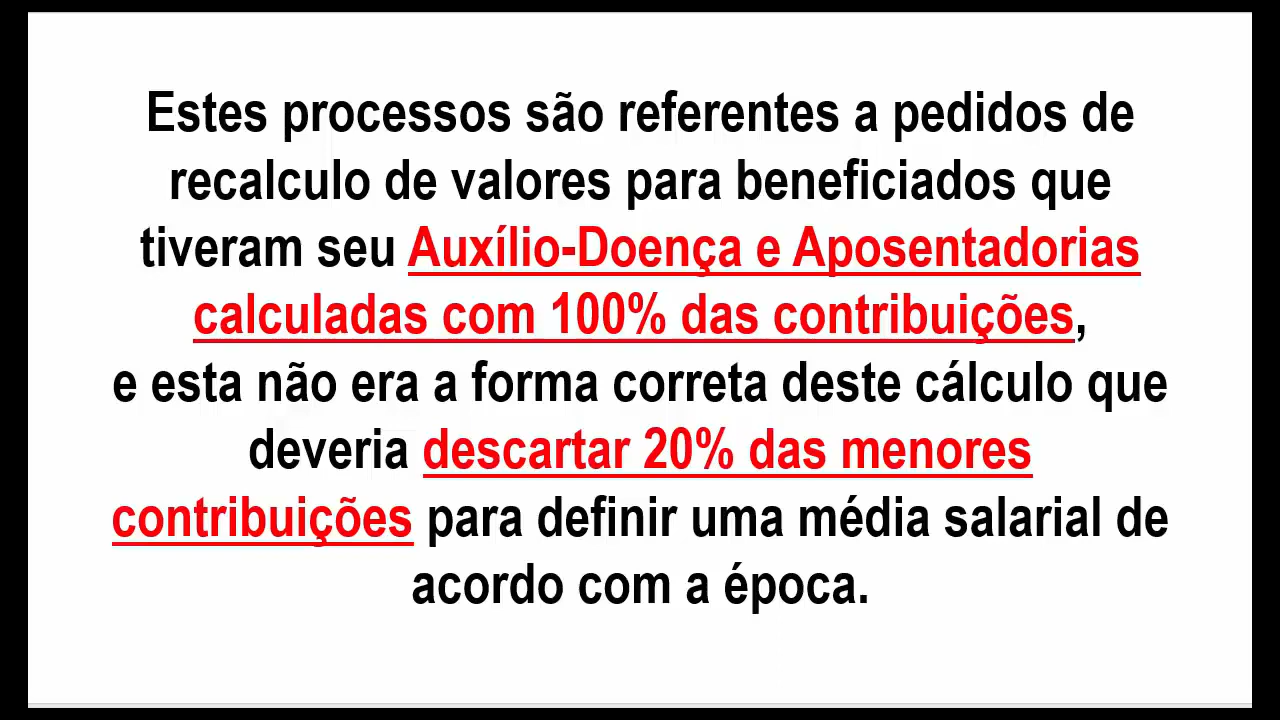 Estes processos são referentes a pedidos de
recalculo de valores para beneficiados que
tiveram seu Auxílio-Doença e Aposentadorias
calculadas com 100% das contribuições,
e esta não era a forma correta deste cálculo que
deveria descartar 20% das menores
contribuições para definir uma média salarial de
acordo com a época.